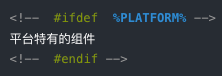 <!--  #ifdef  %PLATFORM% -->
平台特有的组件
<!--  #endif -->